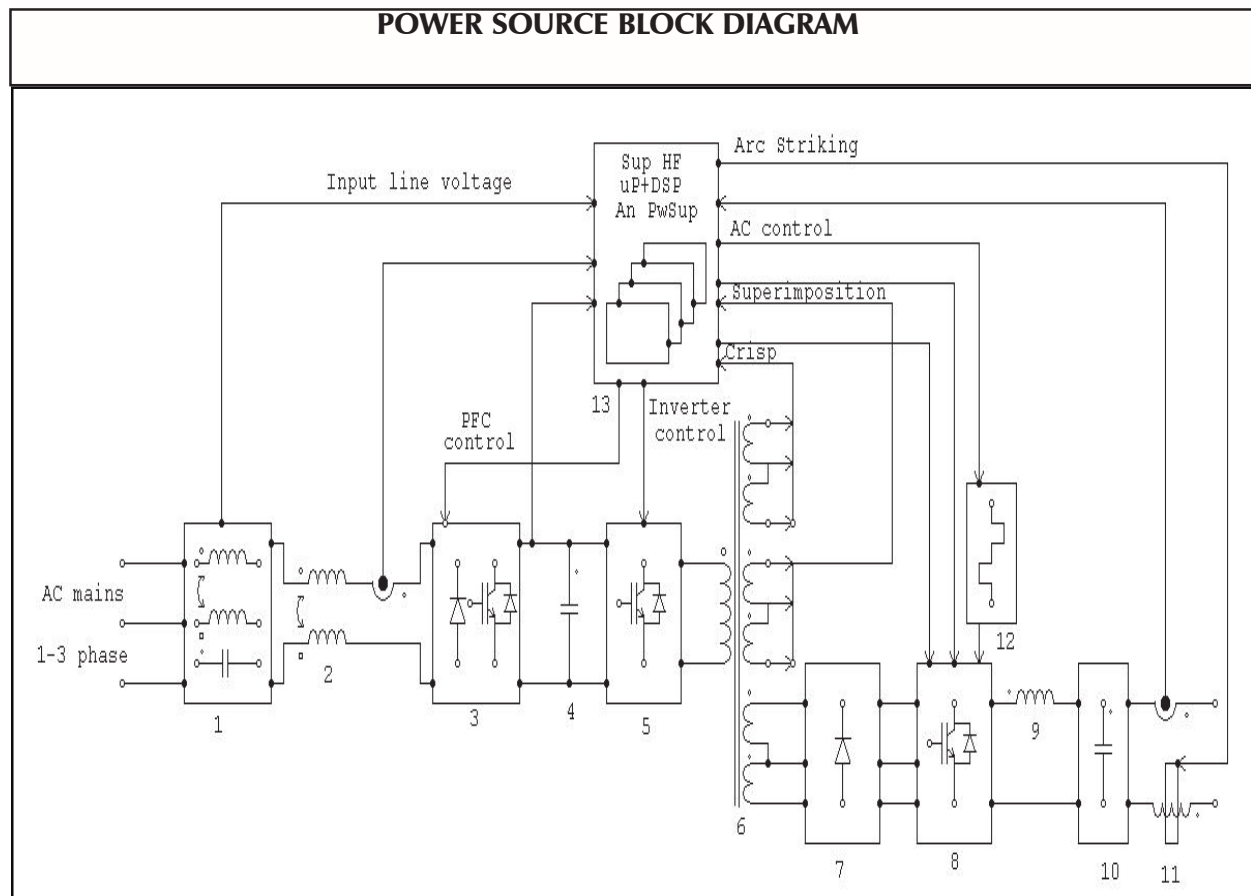 POWER SOURCE BLOCK DIAGRAM
Arc Striking
Sup HF
uP+DSP
An PwSup
Input line voltage
AC control
Superimposition
Crisp
13
PFC
control
Inverter
control
AC mains
1-3 phase
1
2
3
4
5
6
7
8
9
10
11
12